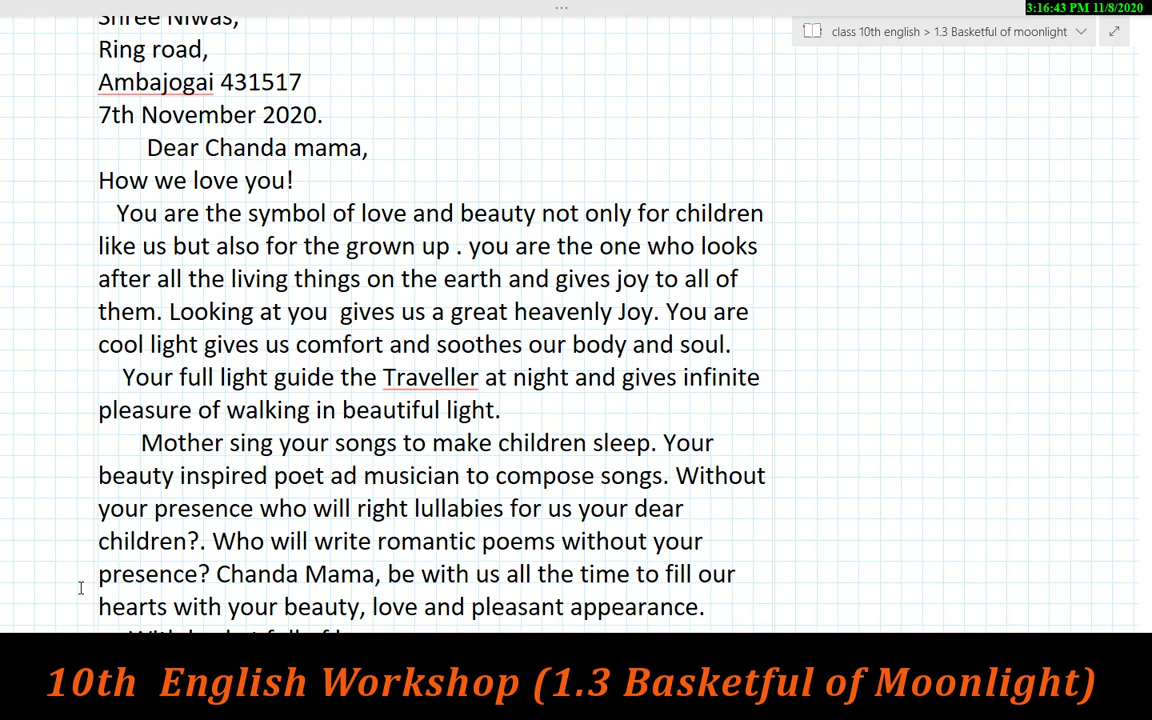 3:16:43 PM 11/8/2020
class 10th english > 1.3 Basketful of moonlight
Shree Niwas,
Ring road,
Ambajogai 431517
7th November 2020.
Dear Chanda mama,
How we love you!
You are the symbol of love and beauty not only for children
like us but also for the grown up . you are the one who looks
after all the living things on the earth and gives joy to all of
them. Looking at you  gives us a great heavenly Joy. You are
cool light gives us comfort and soothes our body and soul.
Your full light guide the Traveller at night and gives infinite
pleasure of walking in beautiful light.
Mother sing your songs to make children sleep. Your
beauty inspired poet ad musician to compose songs. Without
your presence who will right lullabies for us your dear
children?. Who will write romantic poems without your
presence? Chanda Mama, be with us all the time to fill our
hearts with your beauty, love and pleasant appearance.
10th English Workshop (1.3 Basketful of Moonlight)